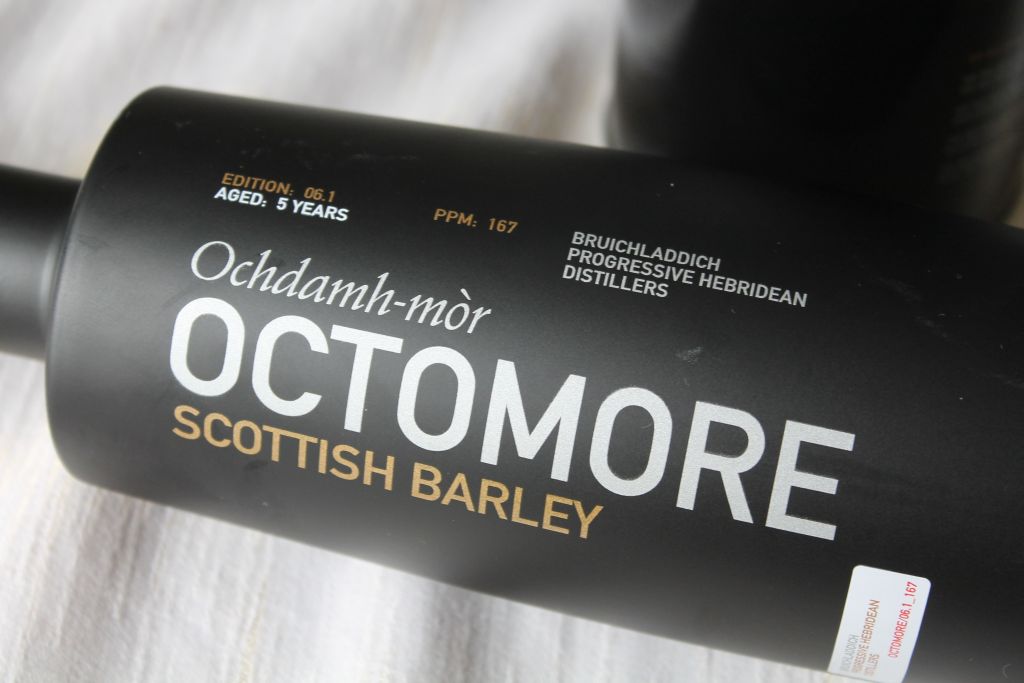 EDITION: 06.1
AGED: 5 YEARS
PPM: 167
BRUICHLADDICH
PROGRESSIVE HEBRIDEAN
DISTILLERS
Ochdamh-mòr
OCTOMORE
SCOTTISH BARLEY
HEBRIDEAN
OCTOMORE/06.1_167